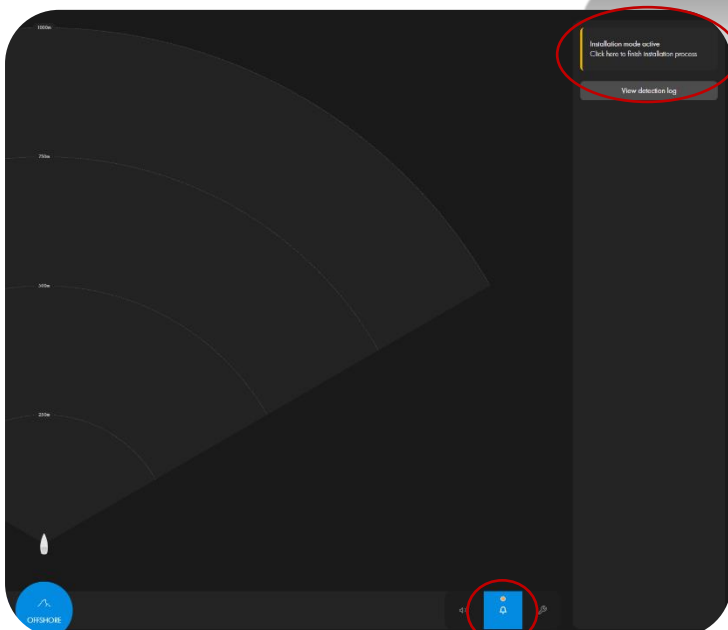 1000m
Installation mode active
Click here to finish installation process
View detection log
750m
500m
250m
OFFSHORE